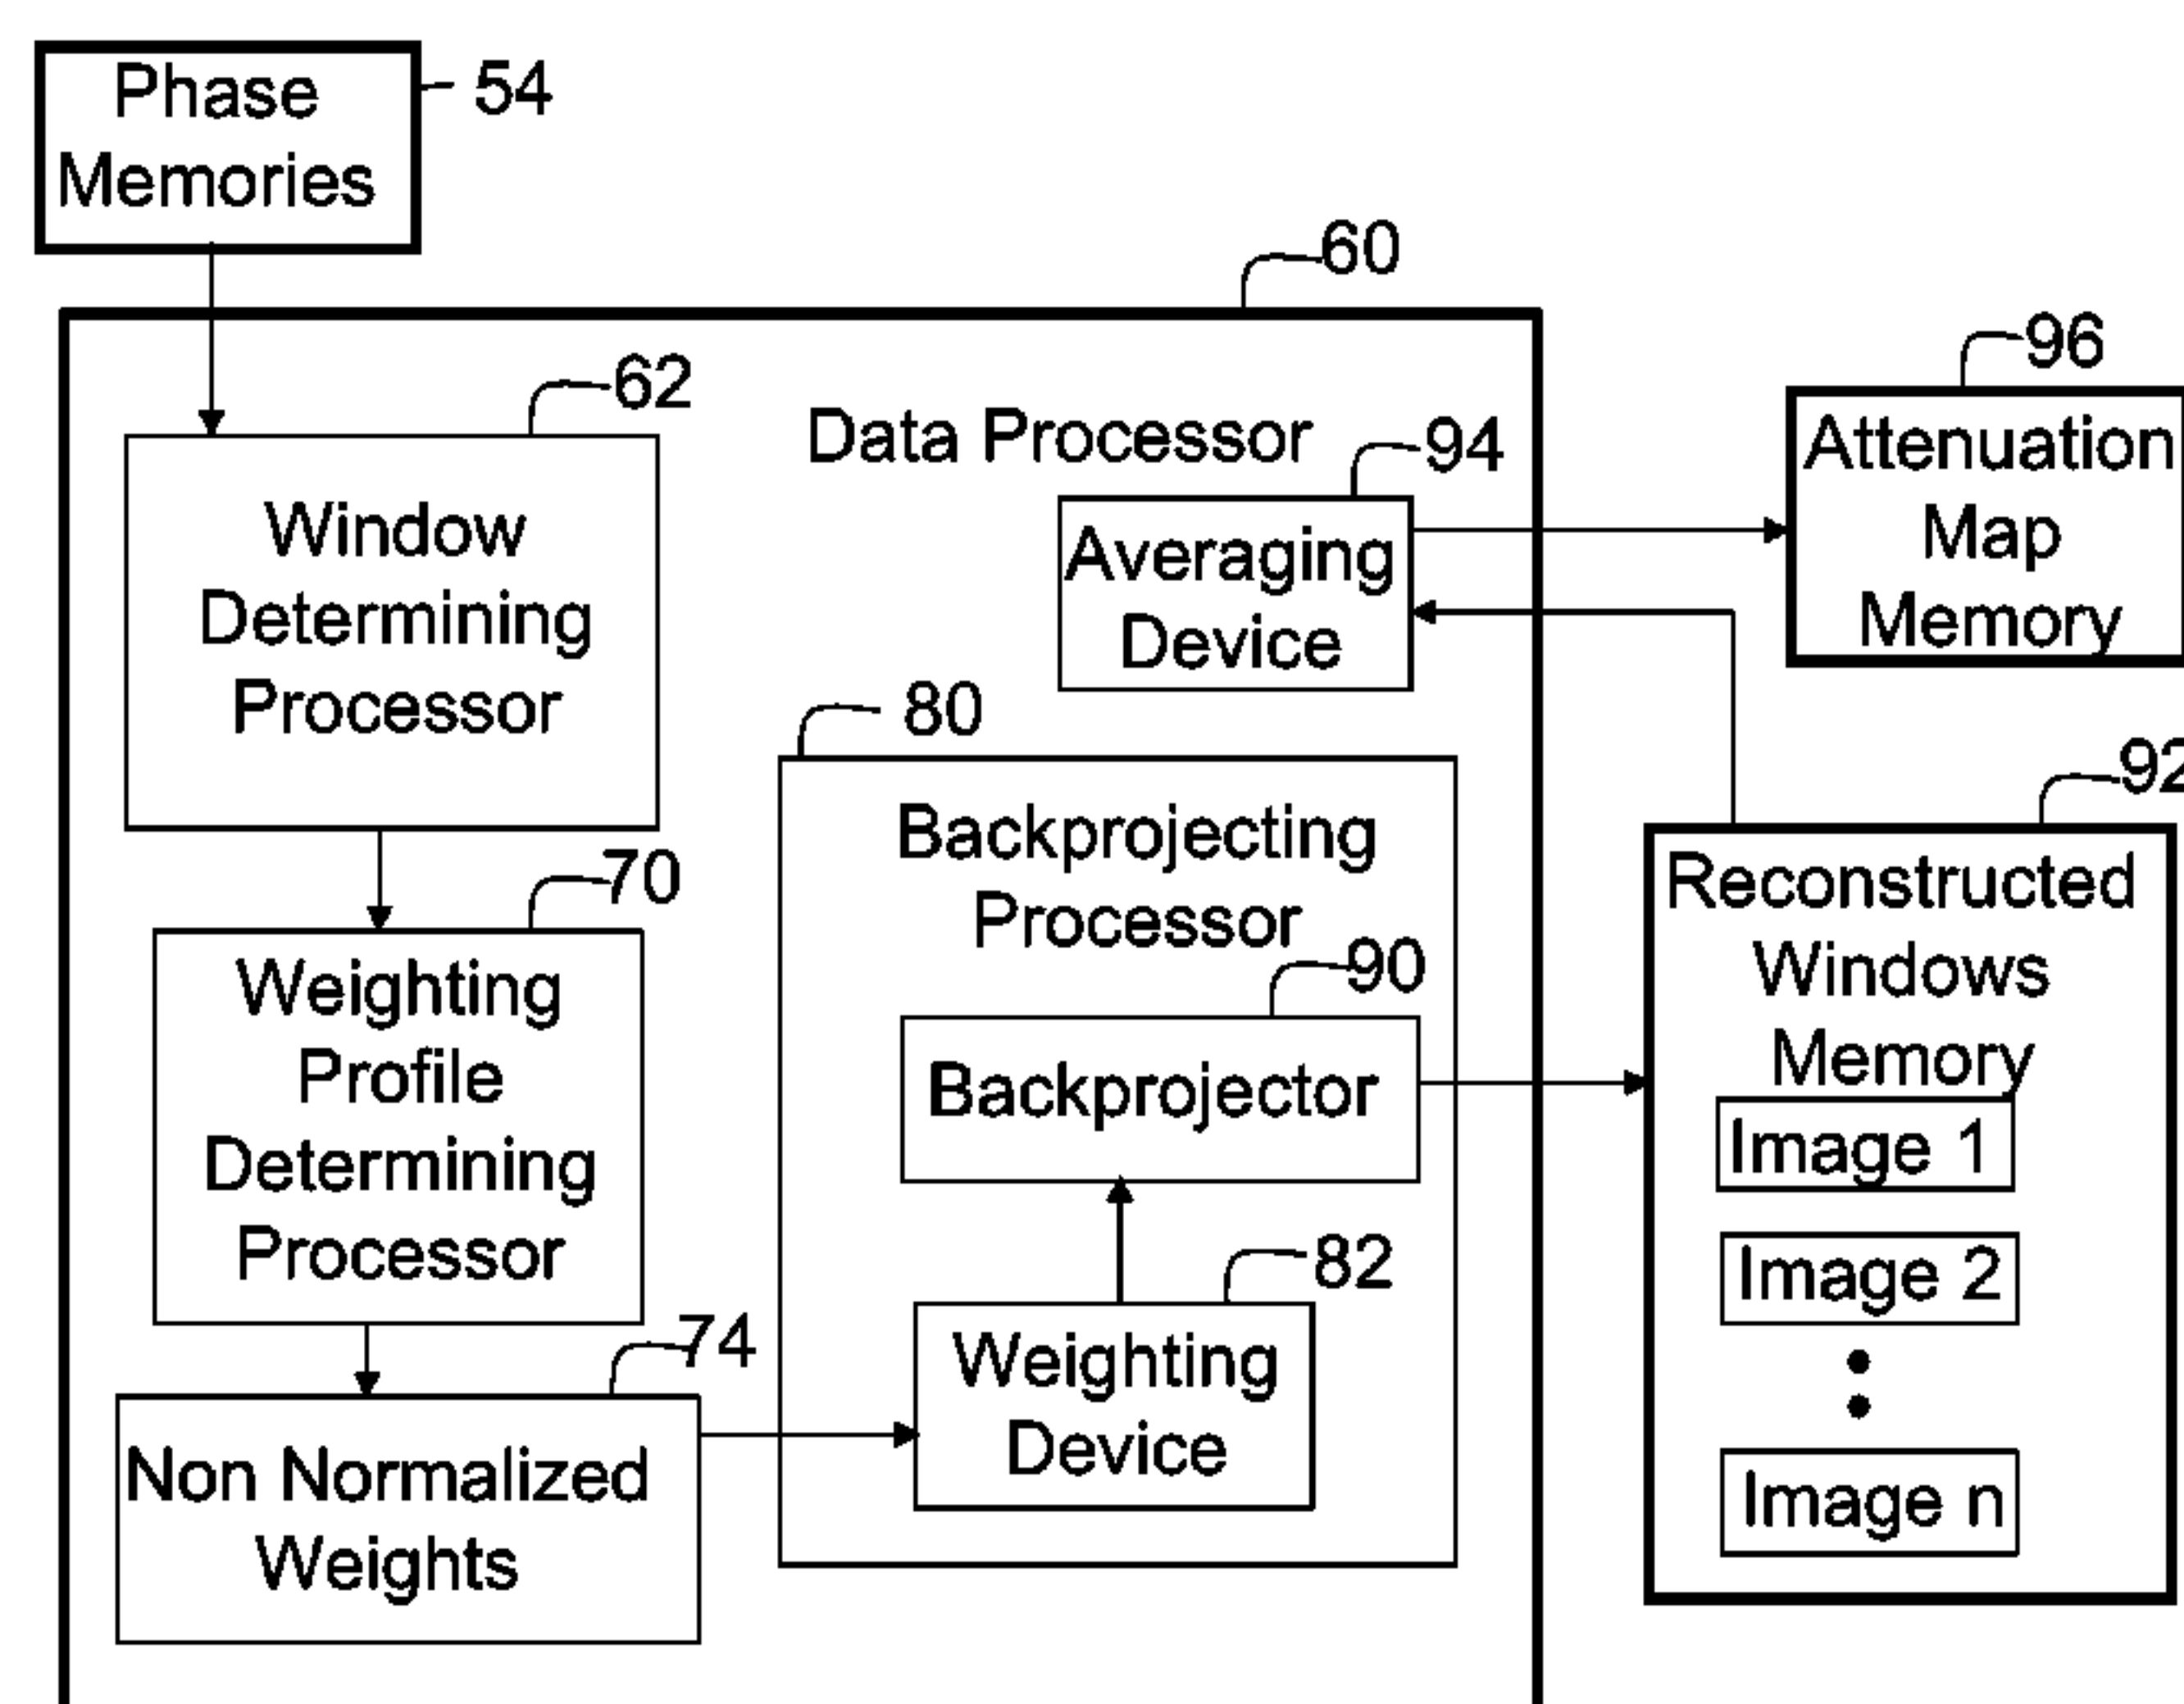 Phase
Memories
54
60
Data Processor
62
Window
Determining
Processor
94
Averaging
Device
96
Attenuation
Map
Memory
70
Weighting
Profile
Determining
Processor
80
Backprojecting
Processor
90
Backprojector
82
Weighting
Device
74
Non Normalized
Weights
92
Reconstructed
Windows
Memory
Image 1
Image 2
Image n